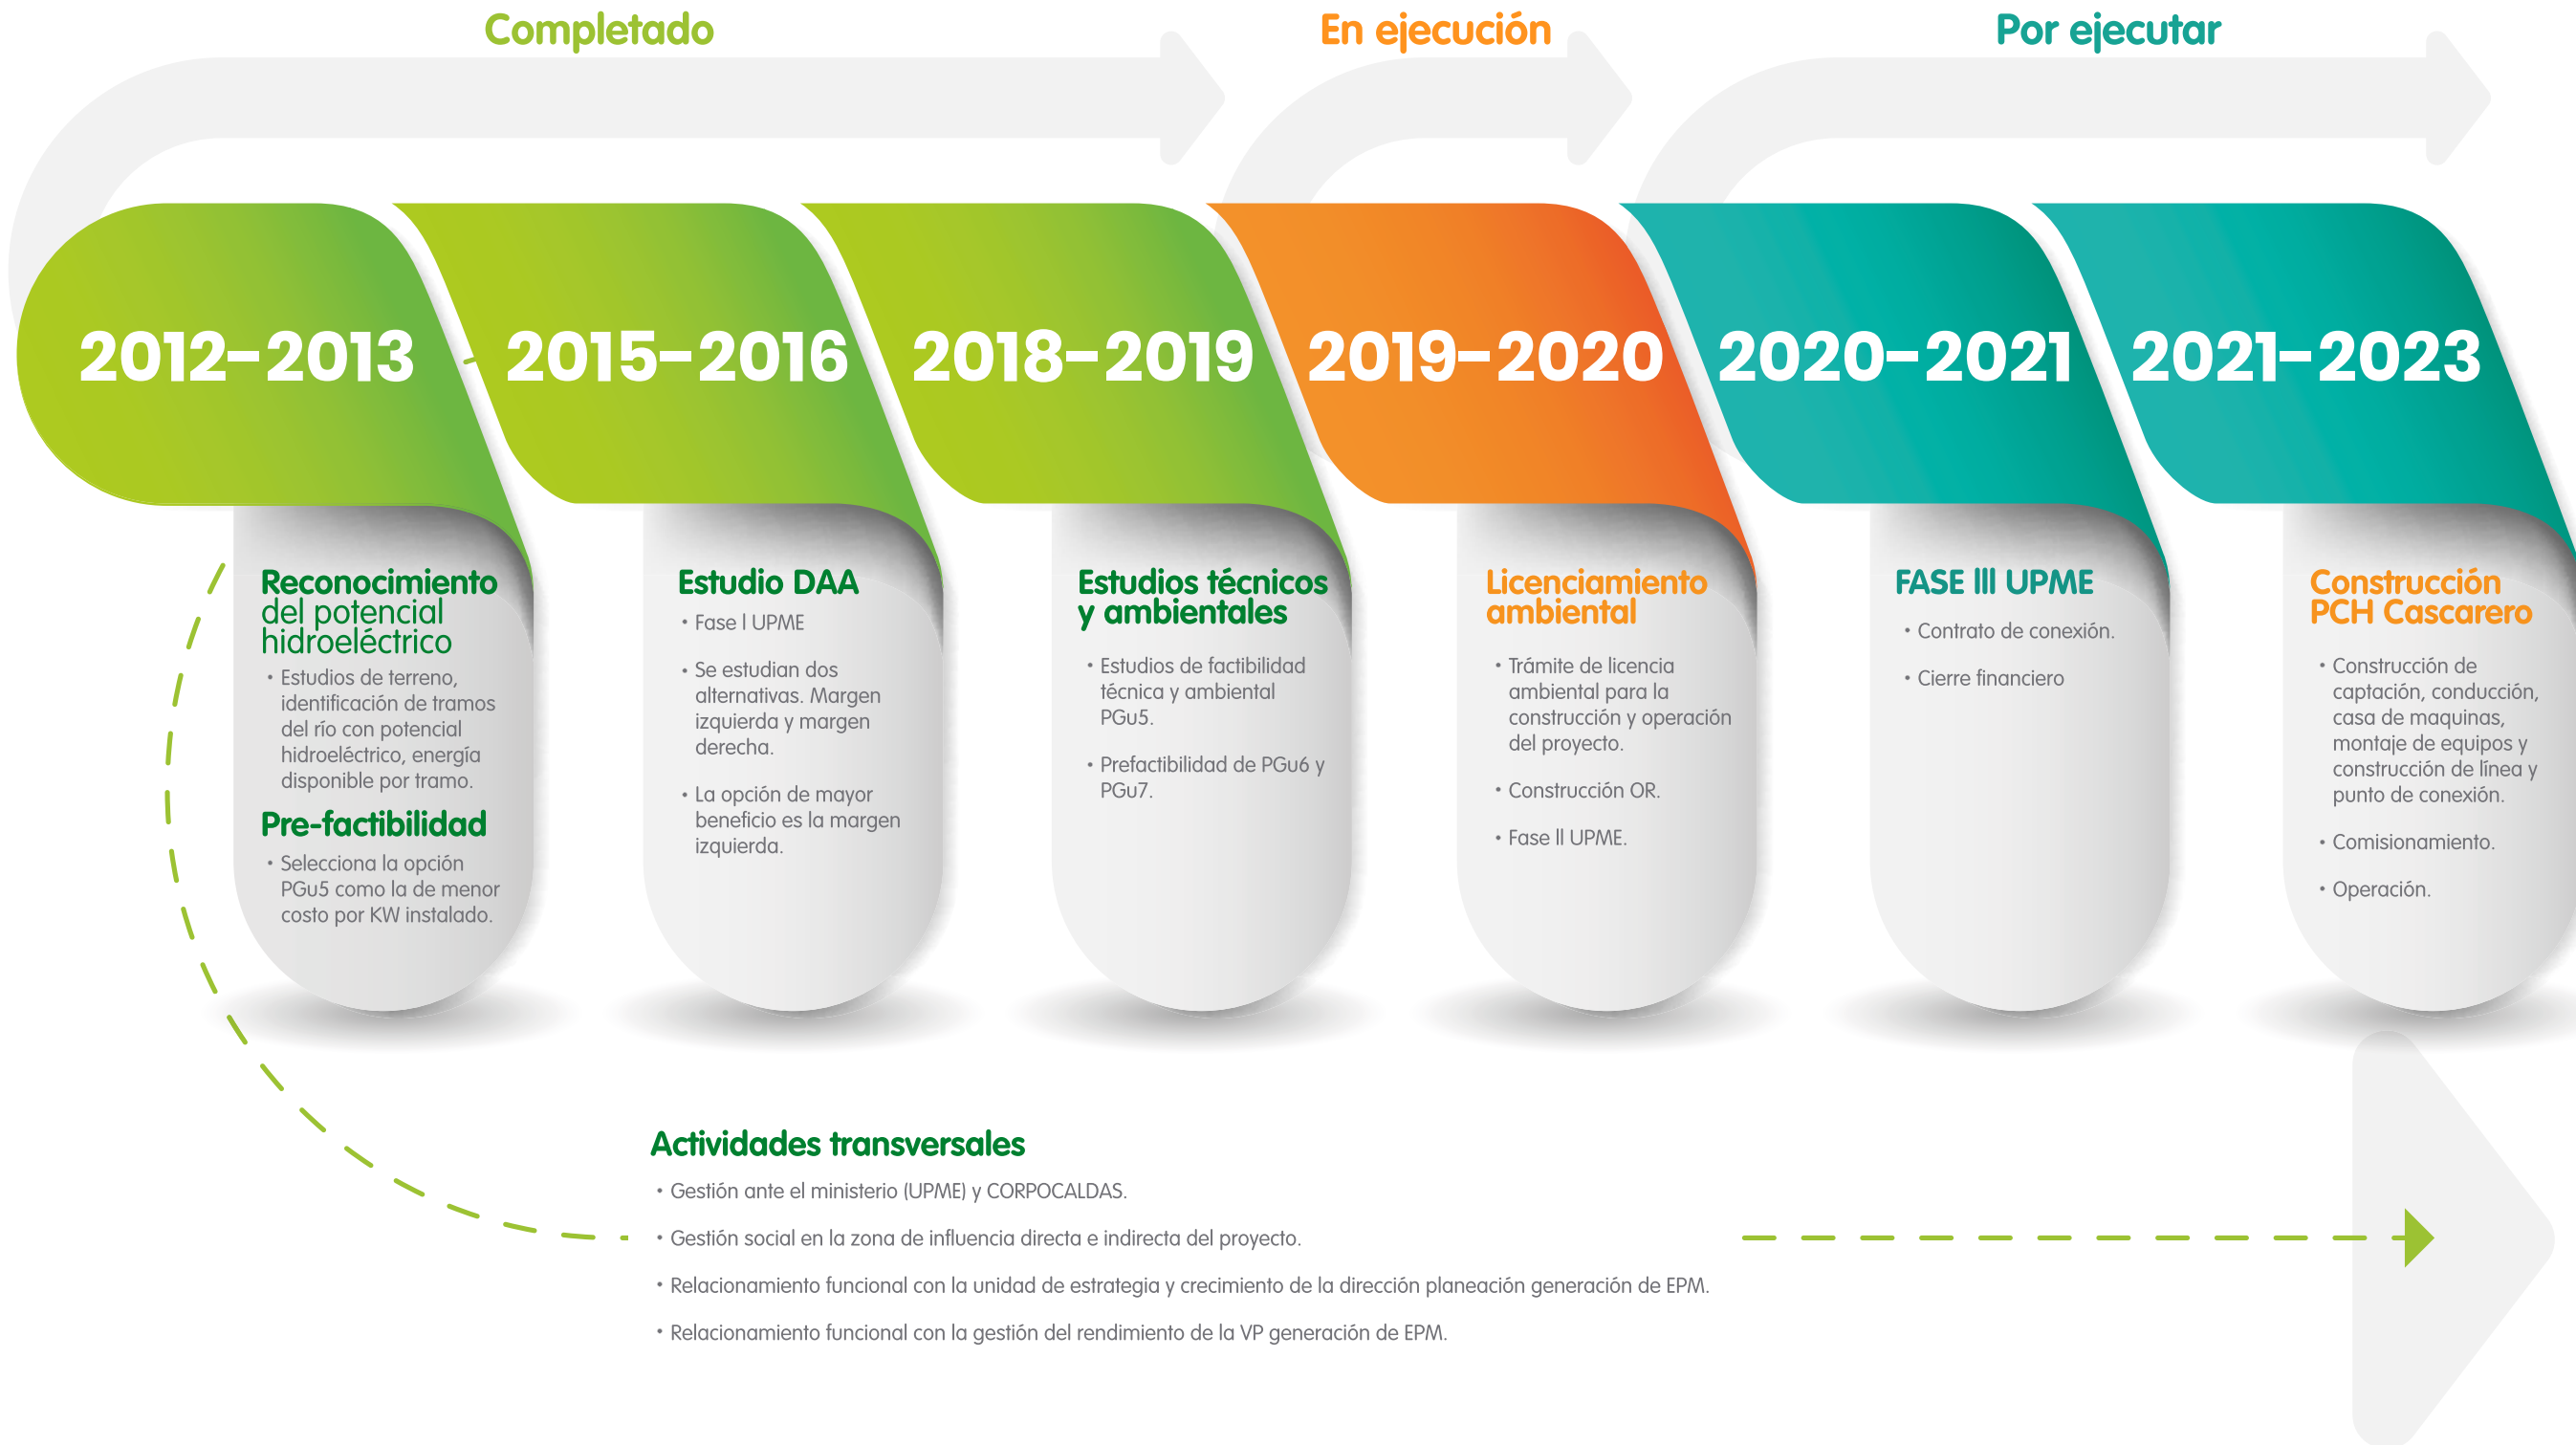 Completado
En ejecución
Por ejecutar
2012-2013
2015-2016
2018-2019
2019-2020
2020-2021
2021-2023
Reconocimiento
del potencial
hidroeléctrico
• Estudios de terreno,
identificación de tramos
del río con potencial
hidroeléctrico, energía
disponible por tramo.
Pre-factibilidad
• Selecciona la opción
PGu5 como la de menor
costo por KW instalado.
Estudio DAA
• Fase l UPME
• Se estudian dos
alternativas. Margen
izquierda y margen
derecha.
• La opción de mayor
beneficio es la margen
izquierda.
Estudios técnicos
y ambientales
• Estudios de factibilidad
técnica y ambiental
PGu5.
• Prefactibilidad de PGu6 y
PGu7.
Licenciamiento
ambiental
• Trámite de licencia
ambiental para la
construcción y operación
del proyecto.
• Construcción OR.
• Fase ll UPME.
FASE lll UPME
• Contrato de conexión.
• Cierre financiero
Construcción
PCH Cascarero
• Construcción de
captación, conducción,
casa de maquinas,
montaje de equipos y
construcción de línea y
punto de conexión.
• Comisionamiento.
• Operación.
Actividades transversales
• Gestión ante el ministerio (UPME) y CORPOCALDAS.
• Gestión social en la zona de influencia directa e indirecta del proyecto.
• Relacionamiento funcional con la unidad de estrategia y crecimiento de la dirección planeación generación de EPM.
• Relacionamiento funcional con la gestión del rendimiento de la VP generación de EPM.